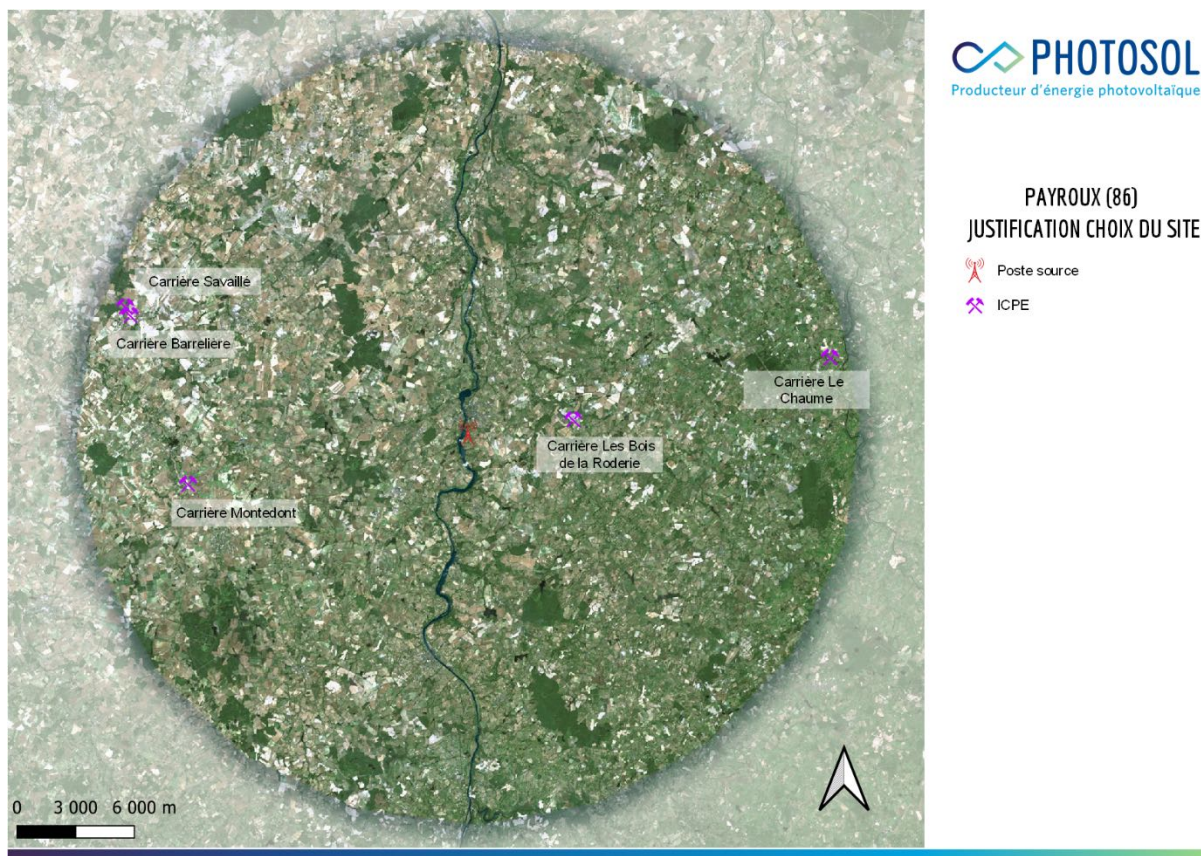 PHOTOSOL
Producteur d'énergie photovoltaïque
PAYROUX (86)
JUSTIFICATION CHOIX DU SITE
Poste source
ICPE
Carrière Savaillé
Carrière Barrelière
Carrière Le
Chaume
Carrière Les Bois
de la Roderie
Carrière Montedont
0 3 000 6 000 m